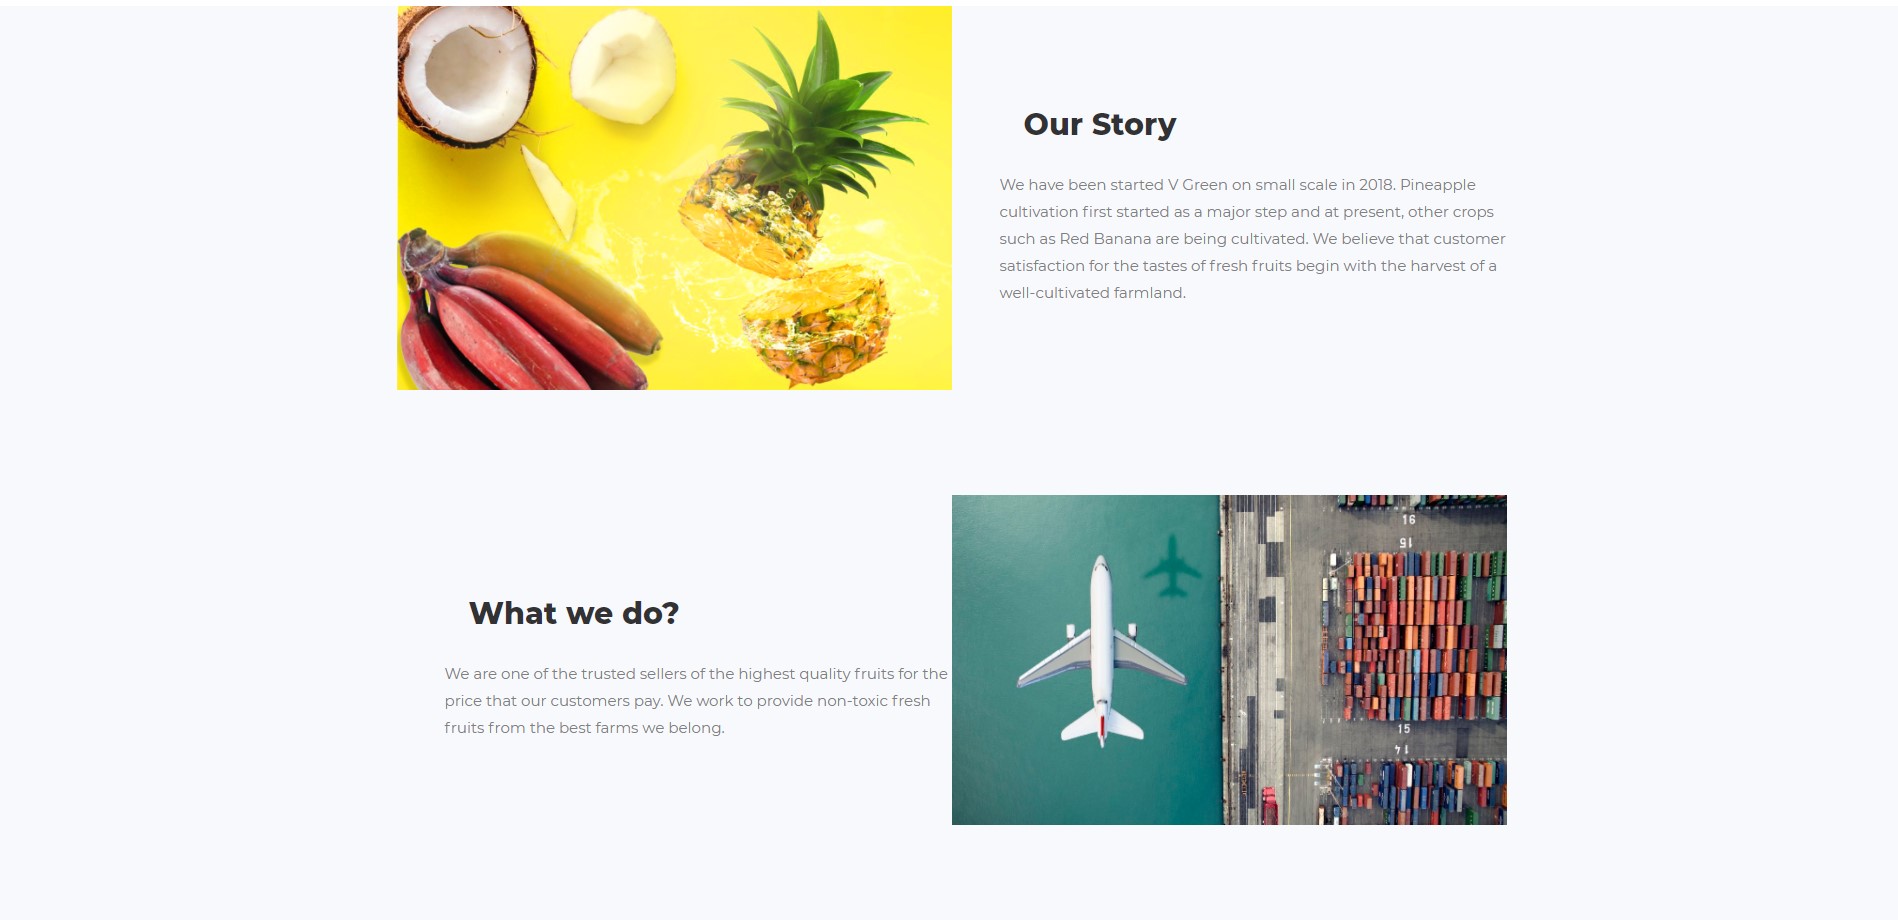 Our Story
We have been started V Green on small scale in 2018. Pineapple
cultivation first started as a major step and at present, other crops
such as Red Banana are being cultivated. We believe that customer
satisfaction for the tastes of fresh fruits begin with the harvest of a
well-cultivated farmland.
What we do?
We are one of the trusted sellers of the highest quality fruits for the
price that our customers pay. We work to provide non-toxic fresh
fruits from the best farms we belong.
16
15
15
14